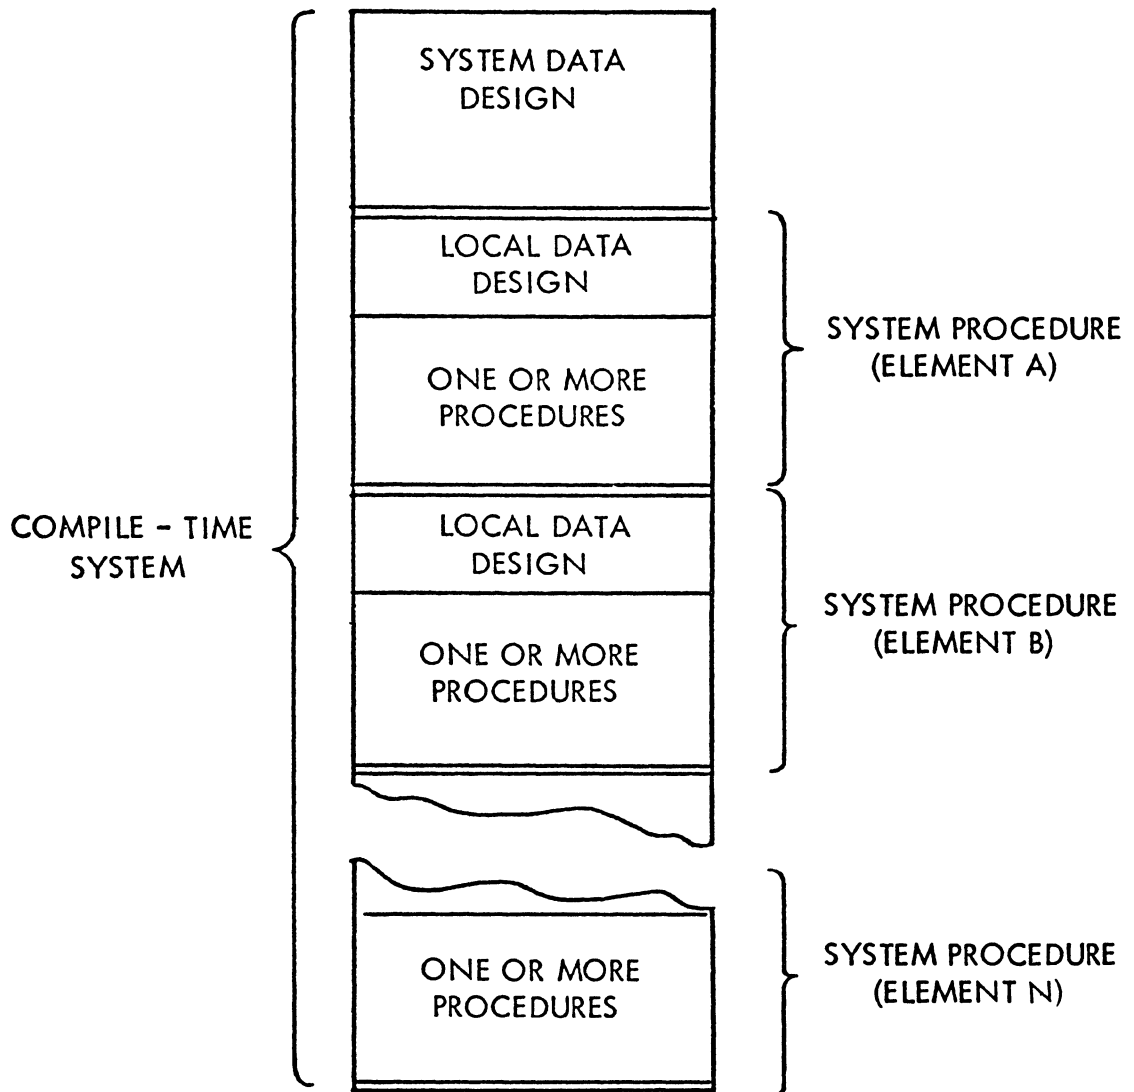 SYSTEM DATA
DESIGN
LOCAL DATA
DESIGN
ONE OR MORE
PROCEDURES
SYSTEM PROCEDURE
(ELEMENT A)
COMPILE - TIME
SYSTEM
LOCAL DATA
DESIGN
ONE OR MORE
PROCEDURES
SYSTEM PROCEDURE
(ELEMENT B)
ONE OR MORE
PROCEDURES
SYSTEM PROCEDURE
(ELEMENT N)